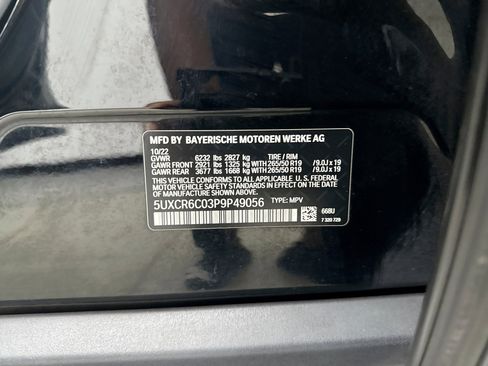 MFD BY BAYERISCHE MOTOREN WERKE AG
10/22
GVWR 6232 lbs 2827 kg TIRE / RIM
GAWR FRONT 2921 lbs 1325 kg WITH 265/50 R19 /9.0J x 19
GAWR REAR 3677 lbs 1668 kg WITH 265/50 R19 /9.0J x 19
THIS VEHICLE CONFORMS TO ALL APPLICABLE U.S. FEDERAL MOTOR
VEHICLE SAFETY STANDARDS IN EFFECT ON THE DATE OF
MANUFACTURE SHOWN ABOVE.
5UXCR6C03P9P49056 TYPE: MPV
668U
7 320 729